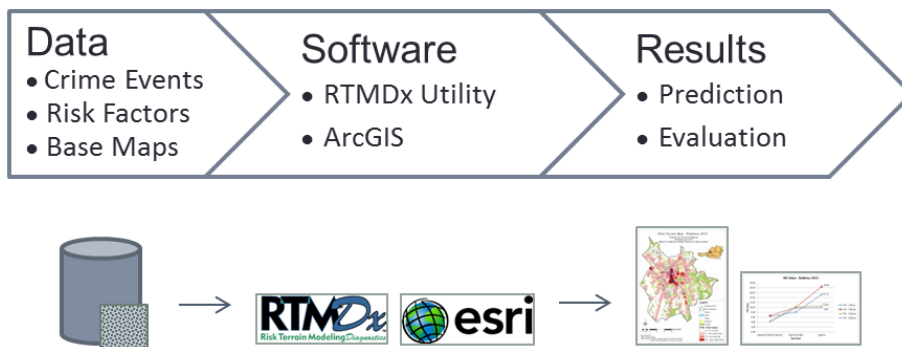 Data
• Crime Events
• Risk Factors
• Base Maps
Software
• RTMDx Utility
• ArcGIS
Results
• Prediction
• Evaluation
RTMDx
Risk Terrain Modeling Diagnostics
esri